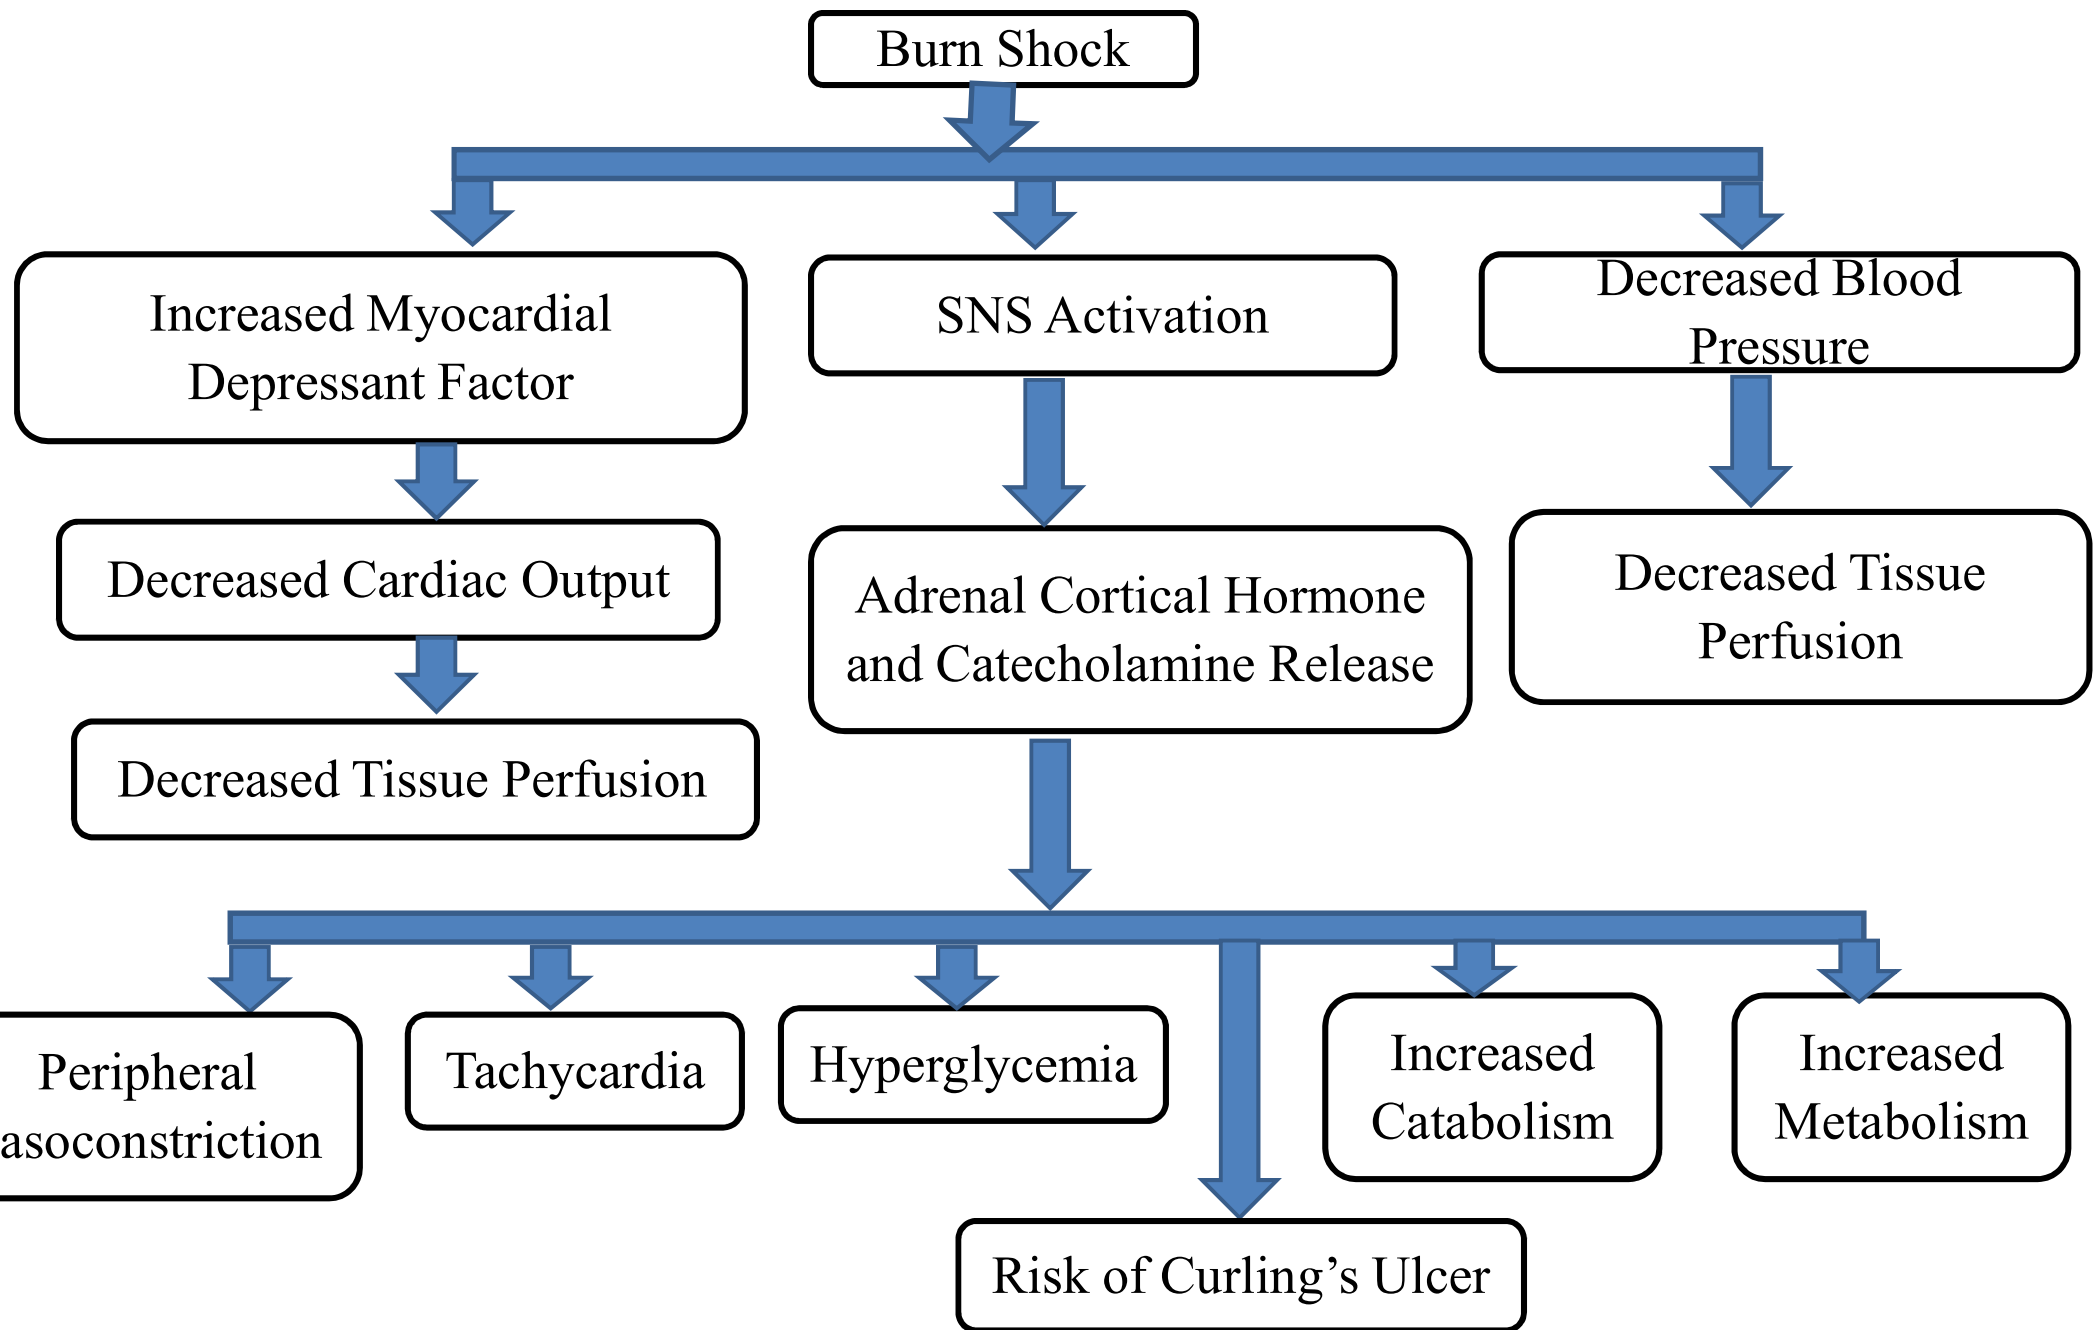 Burn Shock
Increased Myocardial
Depressant Factor
SNS Activation
Decreased Blood
Pressure
Decreased Cardiac Output
Adrenal Cortical Hormone
and Catecholamine Release
Decreased Tissue
Perfusion
Decreased Tissue Perfusion
Peripheral
asoconstriction
Tachycardia
Hyperglycemia
Increased
Catabolism
Increased
Metabolism
Risk of Curling’s Ulcer